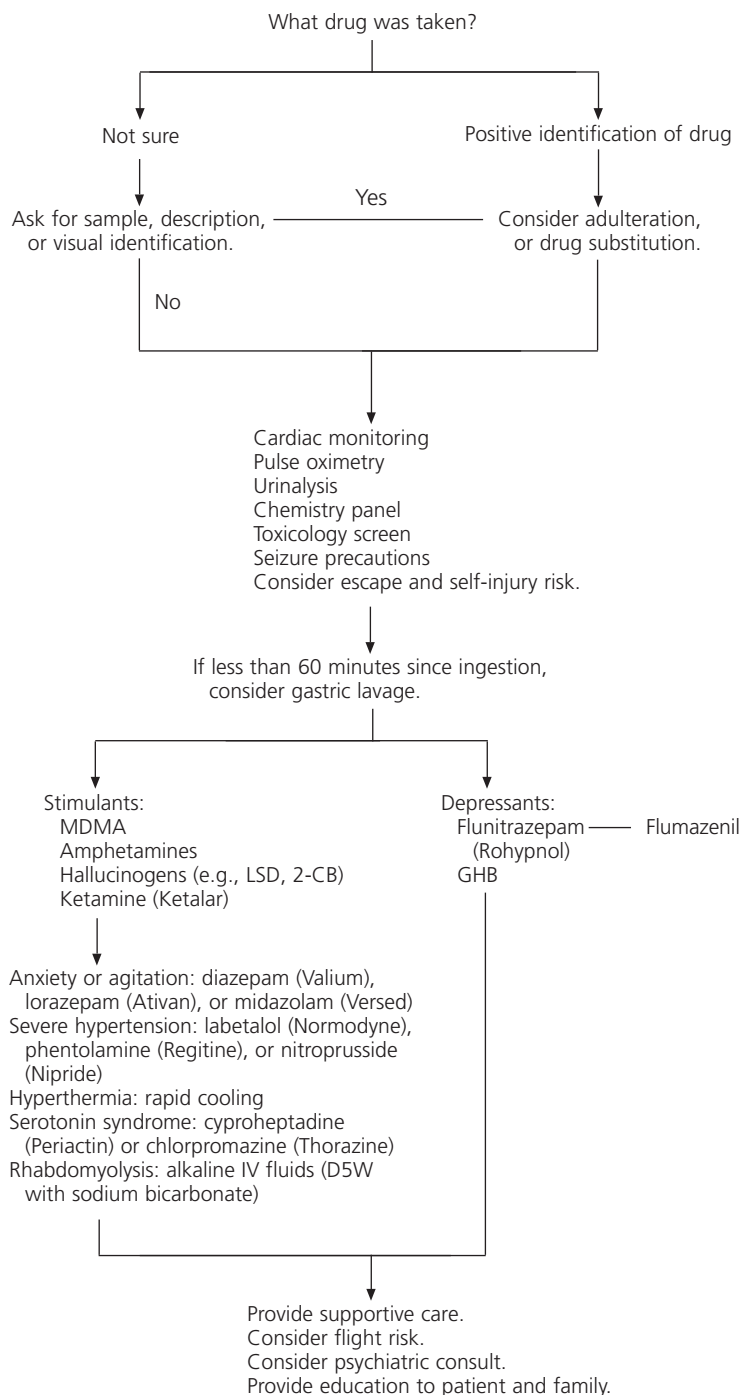 What drug was taken?
Not sure
Positive identification of drug
Ask for sample, description,
or visual identification.
Yes
Consider adulteration,
or drug substitution.
No
Cardiac monitoring
Pulse oximetry
Urinalysis
Chemistry panel
Toxicology screen
Seizure precautions
Consider escape and self-injury risk.
If less than 60 minutes since ingestion,
consider gastric lavage.
Stimulants:
MDMA
Amphetamines
Hallucinogens (e.g., LSD, 2-CB)
Ketamine (Ketalar)
Depressants:
Flunitrazepam
(Rohypnol)
GHB
Flumazenil
Anxiety or agitation: diazepam (Valium),
lorazepam (Ativan), or midazolam (Versed)
Severe hypertension: labetalol (Normodyne),
phentolamine (Regitine), or nitroprusside
(Nipride)
Hyperthermia: rapid cooling
Serotonin syndrome: cyproheptadine
(Periactin) or chlorpromazine (Thorazine)
Rhabdomyolysis: alkaline IV fluids (D5W
with sodium bicarbonate)
Provide supportive care.
Consider flight risk.
Consider psychiatric consult.
Provide education to patient and family.